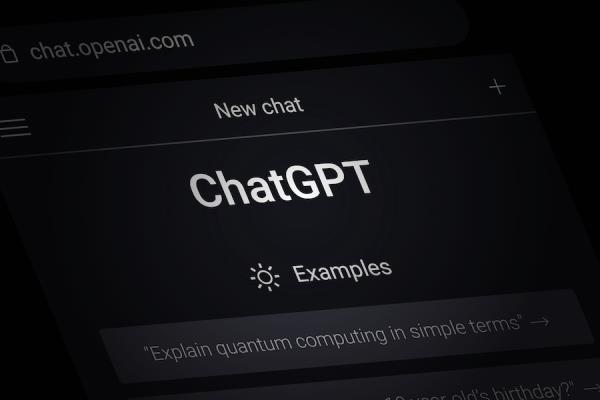 chat.openai.com
New chat
ChatGPT
Examples
"Explain quantum computing in simple terms" →
year old's birthday?" →